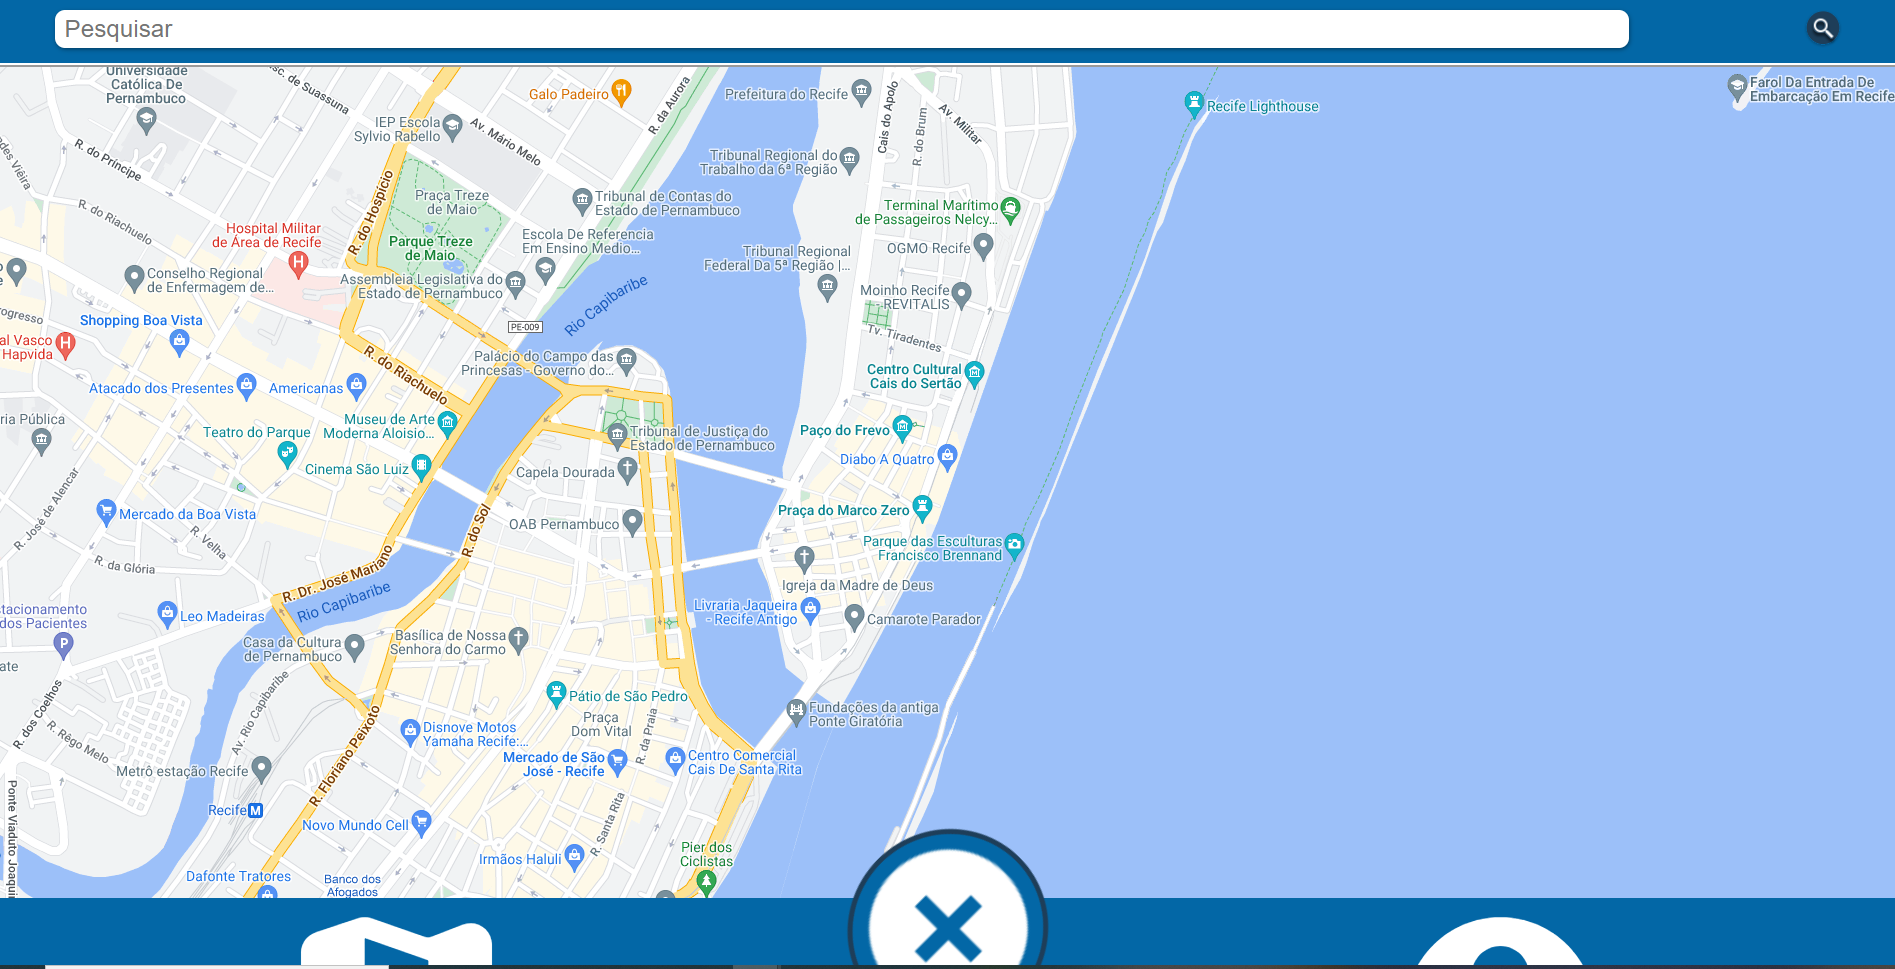 Pesquisar
Universidade
Católica De
Pernambuco
sc. de Suassuna
Galo Padeiro
R. da Aurora
Prefeitura do Recife
Cais do Apolo
R. do Brum
Av. Militar
Recife Lighthouse
Farol Da Entrada De
Embarcação Em Recife
IEP Escola
Sylvio Rabello
Av. Mário Melo
R. do Príncipe
des Vieira
Tribunal Regional do
Trabalho da 6ª Região
Praça Treze
de Maio
Tribunal de Contas do
Estado de Pernambuco
R. do Hospício
R. do Riachuelo
Terminal Marítimo
de Passageiros Nelcy...
Hospital Militar
de Área de Recife
Parque Treze
de Maio
Escola De Referencia
Em Ensino Medio...
Tribunal Regional
Federal Da 5ª Região |...
OGMO Recife
Conselho Regional
de Enfermagem de...
Assembleia Legislativa do
Estado de Pernambuco
Rio Capibaribe
Moinho Recife
- REVITALIS
rogresso
Shopping Boa Vista
PE-009
Tv. Tiradentes
al Vasco
Hapvida
R. do Riachuelo
Palácio do Campo das
Princesas - Governo do...
Centro Cultural
Cais do Sertão
Atacado dos Presentes
Americanas
ria Pública
Museu de Arte
Moderna Aloisio...
Teatro do Parque
Tribunal de Justiça do
Estado de Pernambuco
Paço do Frevo
Diabo A Quatro
Cinema São Luiz
Capela Dourada
R. José de Alencar
Mercado da Boa Vista
R. Velha
R. do Sol
OAB Pernambuco
Praça do Marco Zero
Parque das Esculturas
Francisco Brennand
R. da Glória
R. Dr. José Mariano
Rio Capibaribe
Igreja da Madre de Deus
stacionamento
dos Pacientes
P
Leo Madeiras
Livraria Jaqueira
- Recife Antigo
Camarote Parador
Casa da Cultura
de Pernambuco
Basílica de Nossa
Senhora do Carmo
ate
R. dos Coelhos
Av. Rio Capibaribe
Pátio de São Pedro
Praça
Dom Vital
R. da Praia
Fundações da antiga
Ponte Giratória
R. Rêgo Melo
R. Floriano Peixoto
Disnove Motos
Yamaha Recife:...
Mercado de São
José - Recife
Centro Comercial
Cais De Santa Rita
Metrô estação Recife
Ponte Viaduto Joaqui
Recife M
Novo Mundo Cell
R. Santa Rita
Irmãos Haluli
Pier dos
Ciclistas
Dafonte Tratores
Banco dos
Afogados